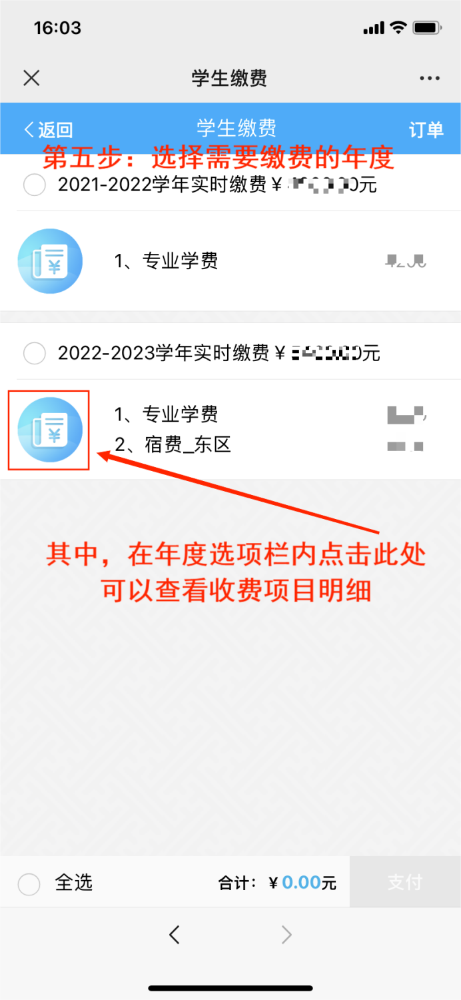 16:03
学生缴费
返回
学生缴费
订单
第五步：选择需要缴费的年度
2021-2022学年实时缴费￥元
1、专业学费
2022-2023学年实时缴费￥元
1、专业学费
2、宿费_东区
其中，在年度选项栏内点击此处
可以查看收费项目明细
全选
合计：￥0.00元
支付